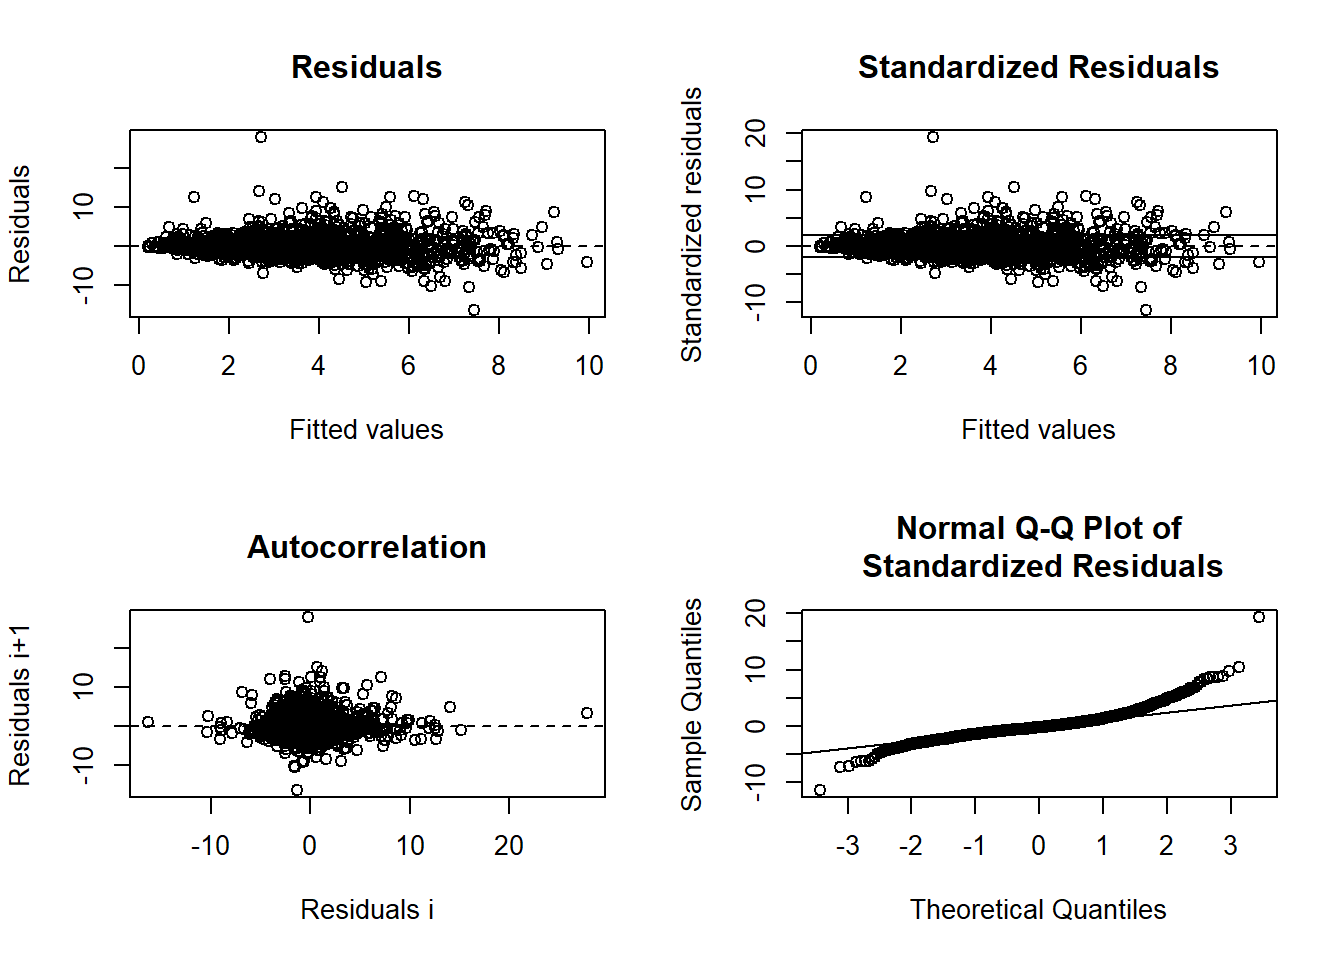 Residuals
Residuals
10
-10
0 2 4 6 8 10
Fitted values
Standardized Residuals
Standardized residuals
20
10
0
-10
0 2 4 6 8 10
Fitted values
Autocorrelation
Residuals i+1
10
-10
-10 0 10 20
Residuals i
Normal Q-Q Plot of
Standardized Residuals
Sample Quantiles
20
10
0
-10
-3 -2 -1 0 1 2 3
Theoretical Quantiles